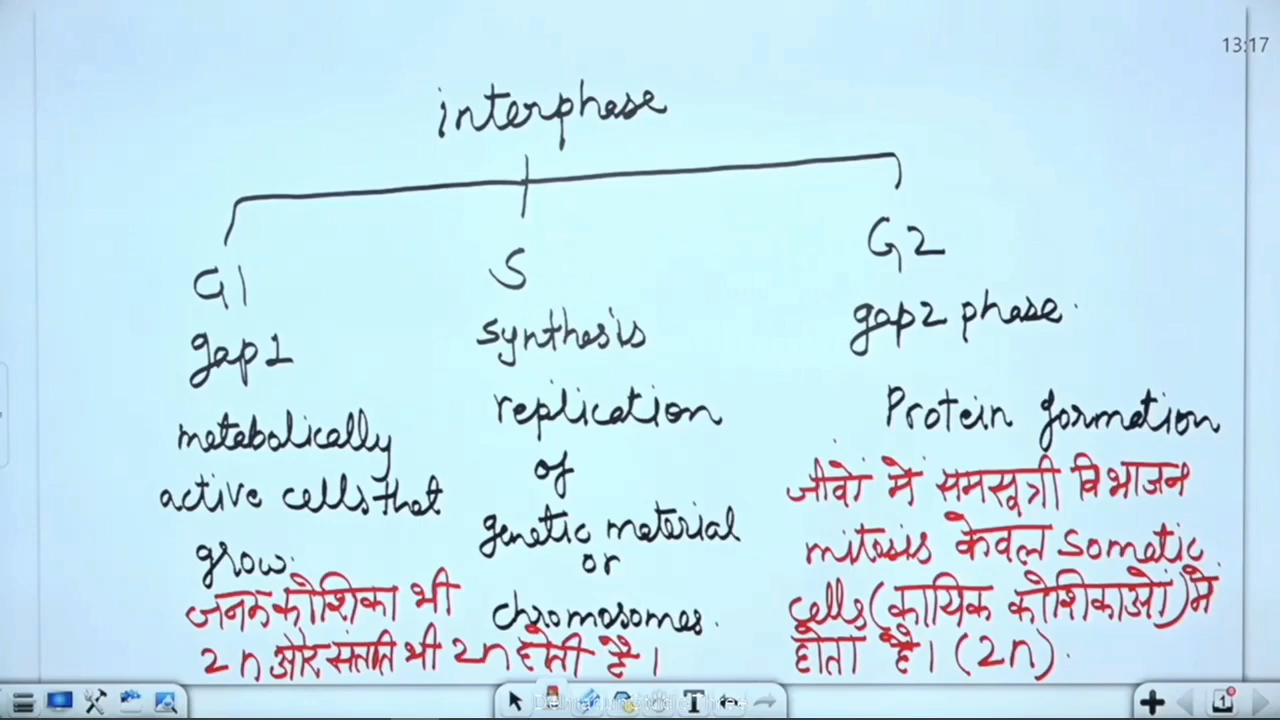 13:17
interphase
G1
gap 1
metabolically
active cells that
grow.
जनक कोशिका भी
2n और संतति भी 2n होती है।
S
synthesis
replication
of
genetic material
or
chromosomes.
G2
gap2 phase.
Protein formation
जीवों में समसूत्री विभाजन
mitosis केवल somatic
cells (कायिक कोशिकाओं) में
होता है। (2n).
T
1